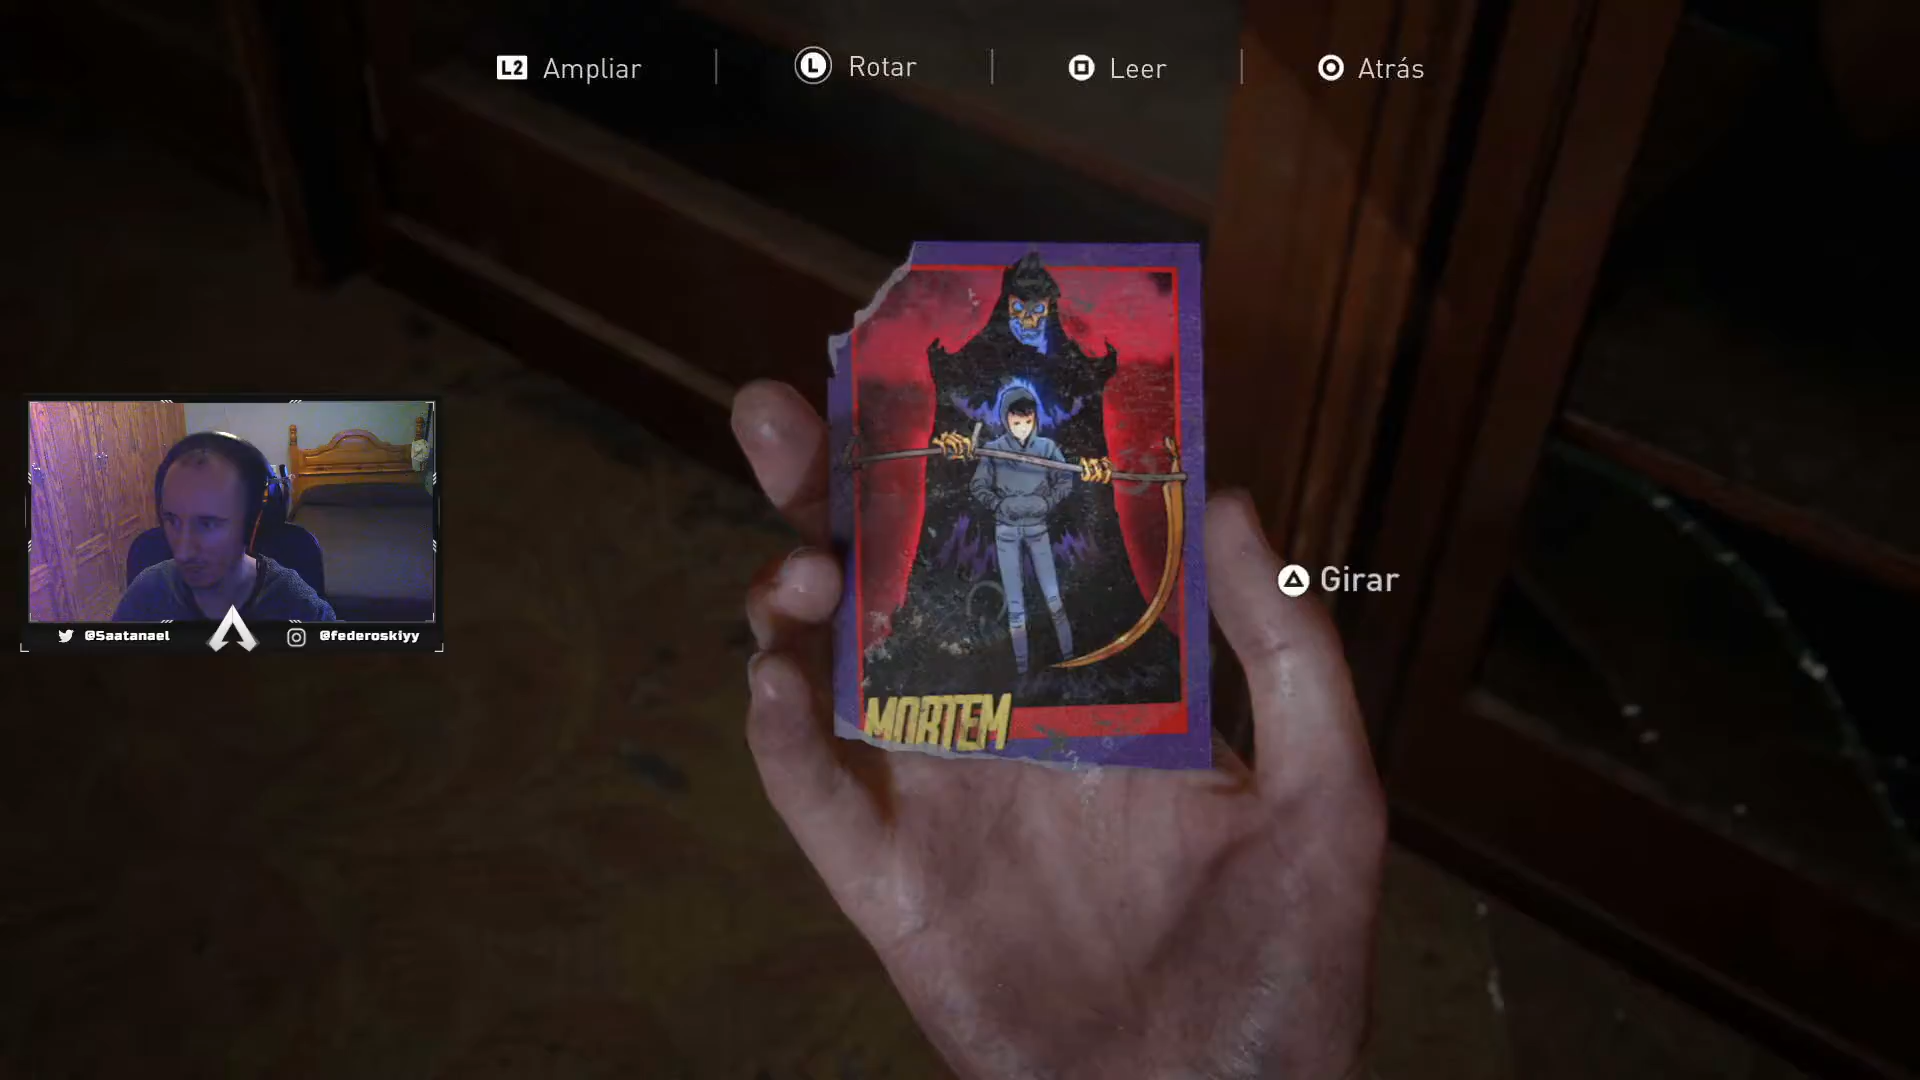 L2 Ampliar
L Rotar
Leer
Atrás
MORTEM
Girar
@Saatanael
@federoskiyy